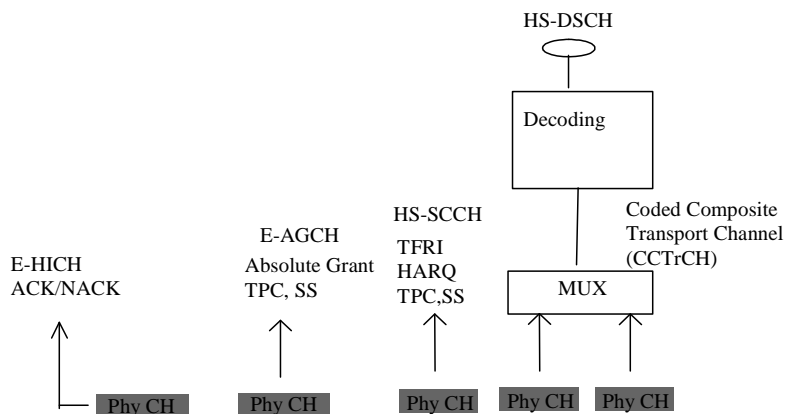 HS-DSCH
Decoding
Coded Composite
Transport Channel
(CCTrCH)
HS-SCCH
TFRI
HARQ
TPC,SS
E-AGCH
Absolute Grant
TPC, SS
E-HICH
ACK/NACK
MUX
Phy CH
Phy CH
Phy CH
Phy CH
Phy CH